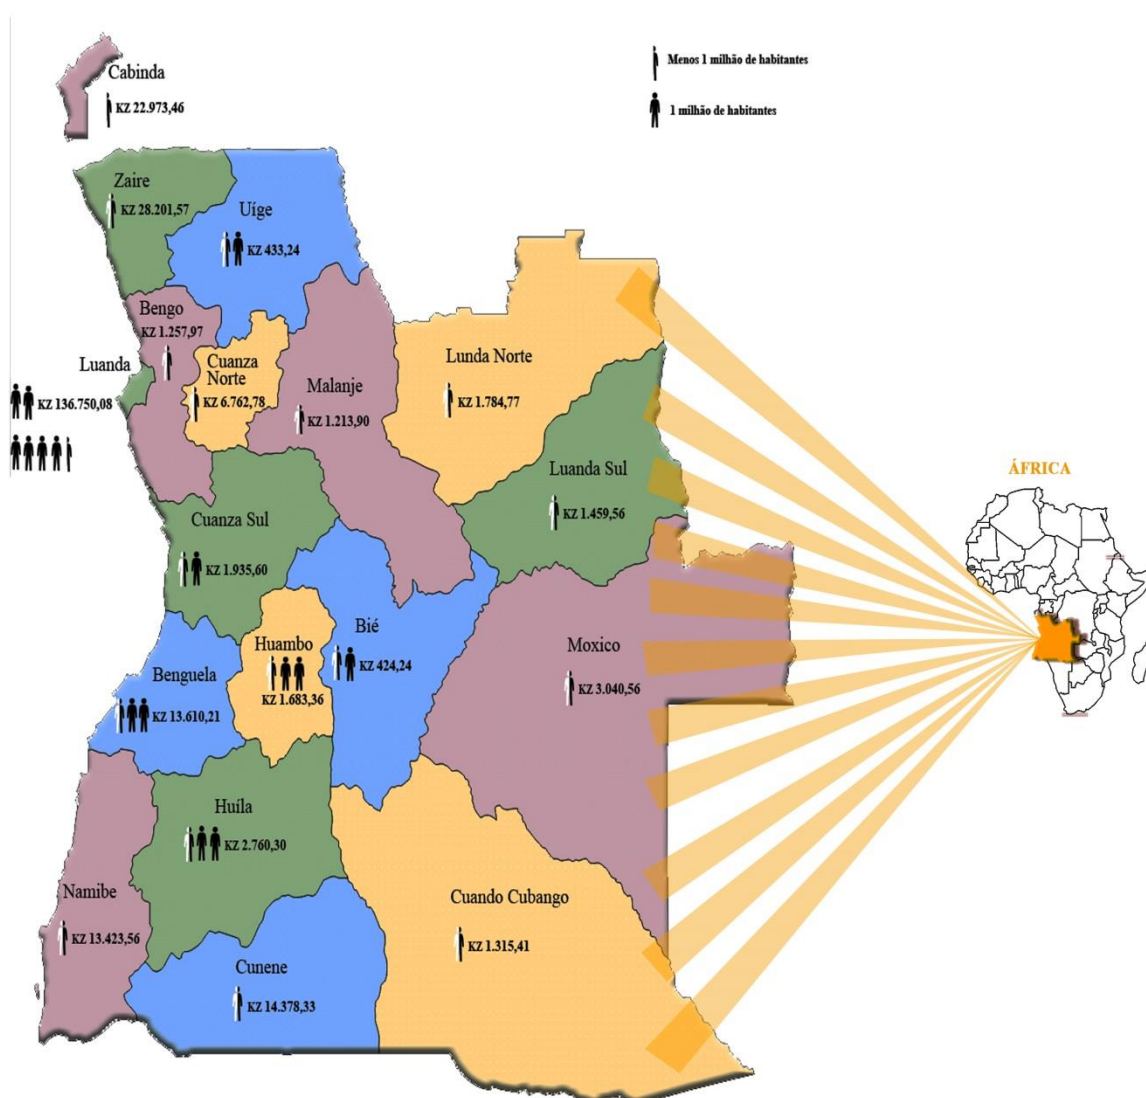 Menos 1 milhão de habitantes
1 milhão de habitantes
Cabinda
KZ 22.973,46
Zaire
KZ 28.201,57
Uíge
KZ 433,24
Bengo
KZ 1.257,97
Luanda
KZ 136.750,08
Cuanza
Norte
KZ 6.762,78
Malanje
KZ 1.213,90
Lunda Norte
KZ 1.784,77
Luanda Sul
KZ 1.459,56
ÁFRICA
Cuanza Sul
KZ 1.935,60
Bié
KZ 424,24
Huambo
KZ 1.683,36
Benguela
KZ 13.610,21
Moxico
KZ 3.040,56
Huíla
KZ 2.760,30
Namibe
KZ 13.423,56
Cuando Cubango
KZ 1.315,41
Cunene
KZ 14.378,33